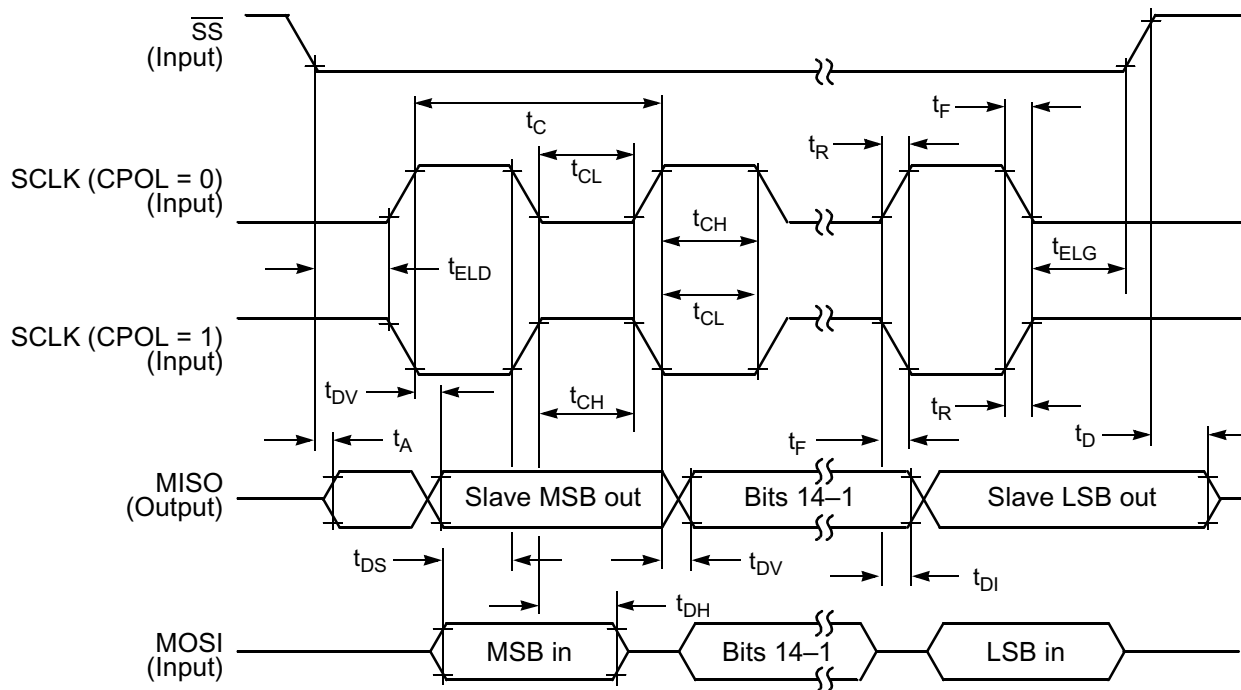 SS
(Input)
t_F
t_C
t_R
t_CL
SCLK (CPOL = 0)
(Input)
t_CH
t_ELG
t_ELD
t_CL
SCLK (CPOL = 1)
(Input)
t_DV
t_CH
t_R
t_A
t_F
t_D
MISO
(Output)
Slave MSB out
Bits 14–1
Slave LSB out
t_DS
t_DV
t_DI
t_DH
MOSI
(Input)
MSB in
Bits 14–1
LSB in